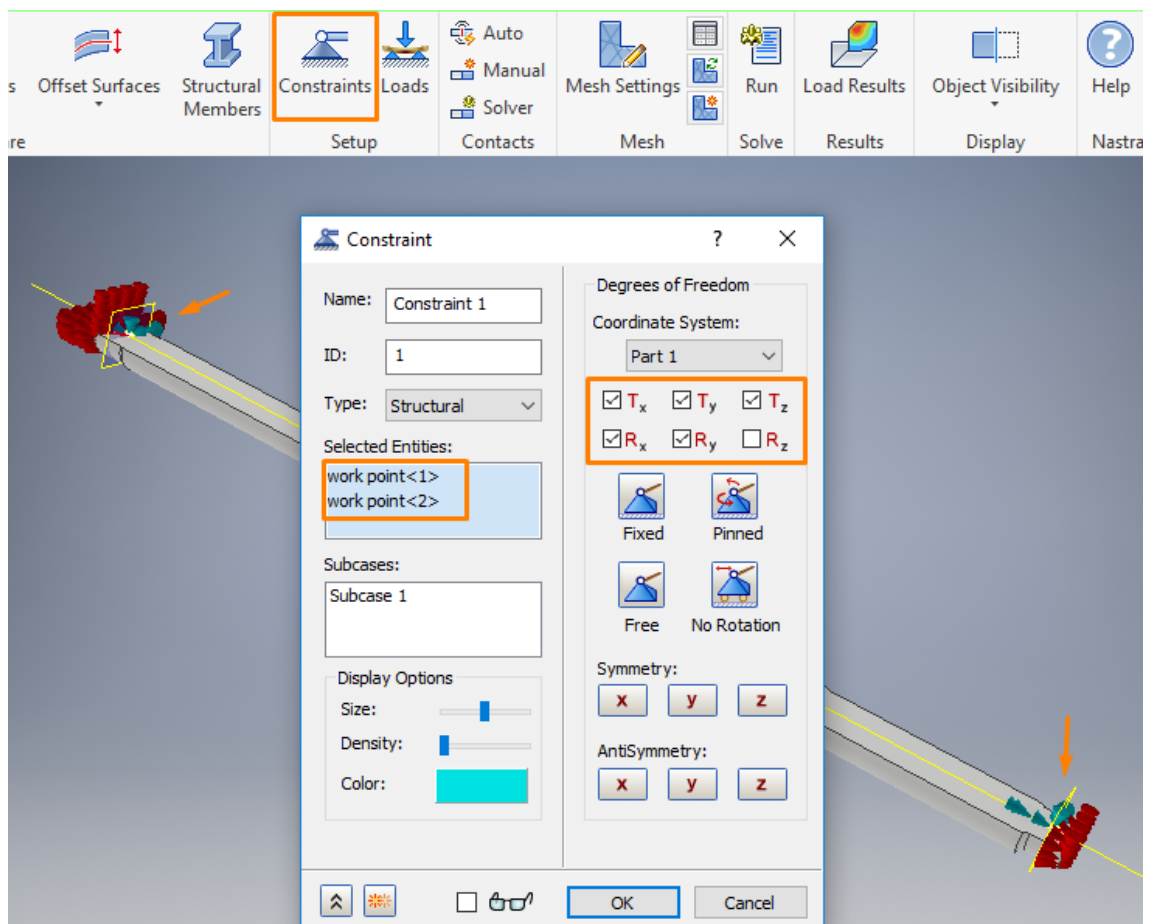 s Offset Surfaces Structural Members Constraints Loads
Auto
Manual
Solver
Mesh Settings Run Load Results Object Visibility Help
re Setup Contacts Mesh Solve Results Display Nastra
Constraint ?
Name: Constraint 1
ID: 1
Type: Structural
Selected Entities:
work point<1>
work point<2>
Subcases:
Subcase 1
Display Options
Size:
Density:
Color:
Degrees of Freedom
Coordinate System:
Part 1
Tx Ty Tz
Rx Ry Rz
Fixed Pinned
Free No Rotation
Symmetry:
x y z
AntiSymmetry:
x y z
OK Cancel